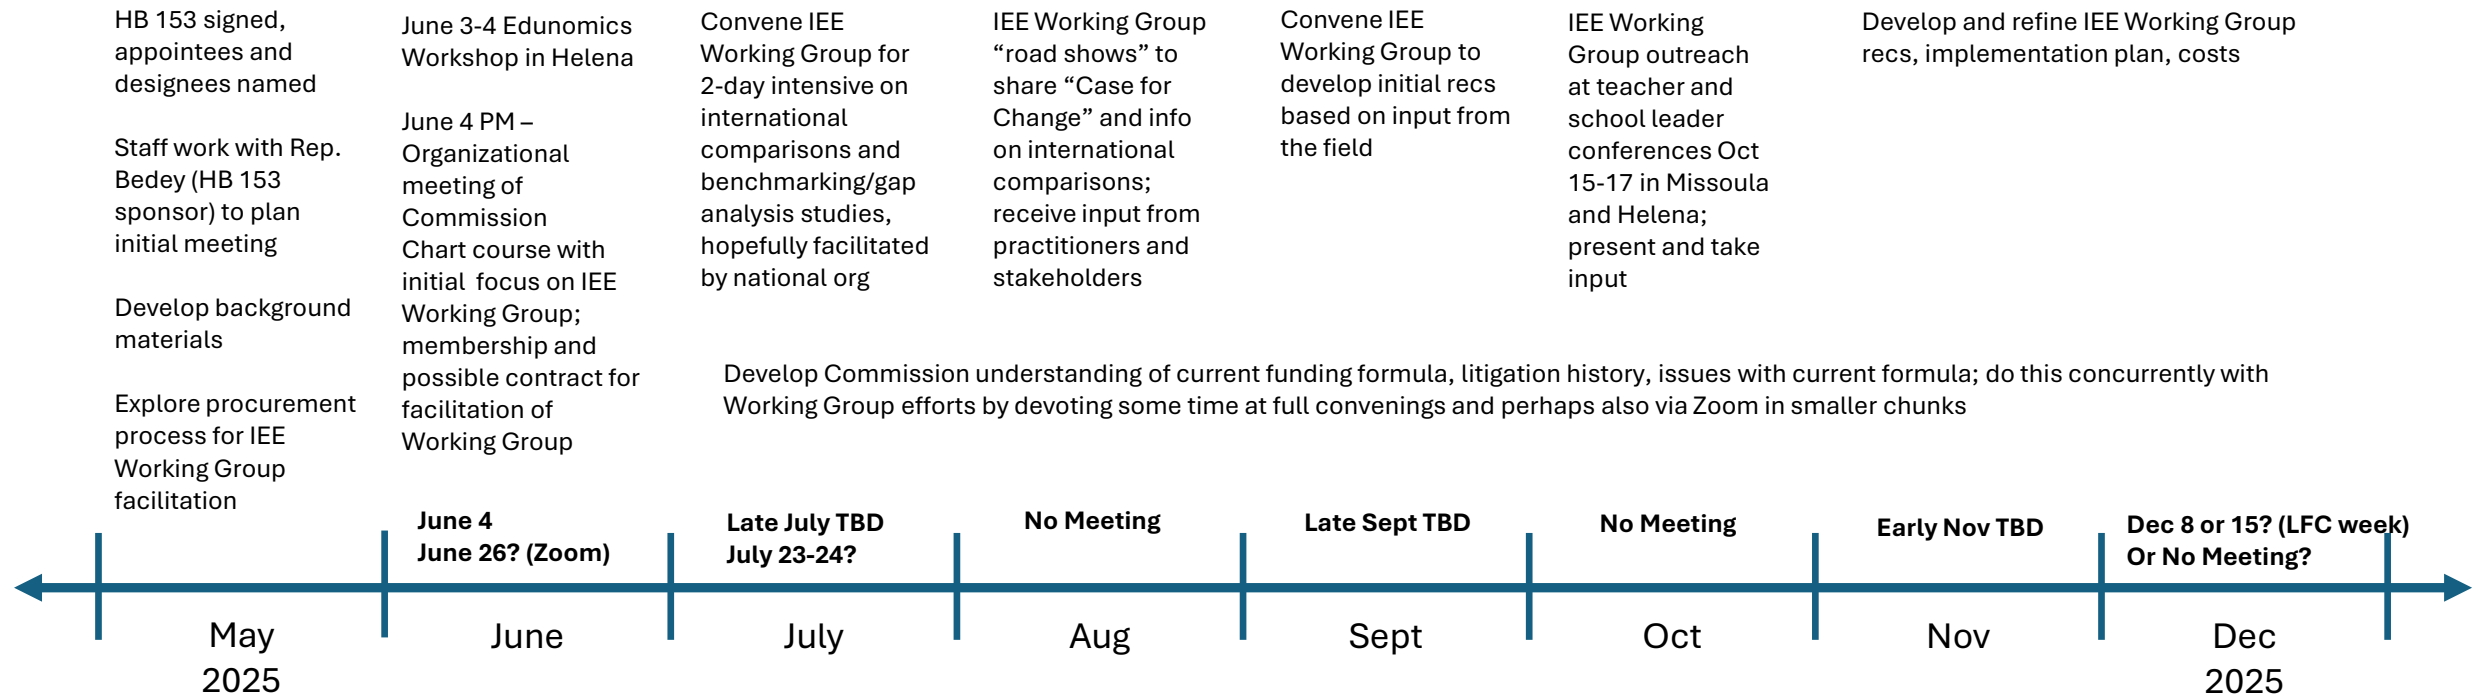 HB 153 signed,
appointees and
designees named
Staff work with Rep.
Bedey (HB 153
sponsor) to plan
initial meeting
Develop background
materials
Explore procurement
process for IEE
Working Group
facilitation
June 3-4 Edunomics
Workshop in Helena
June 4 PM –
Organizational
meeting of
Commission
Chart course with
initial  focus on IEE
Working Group;
membership and
possible contract for
facilitation of
Working Group
Convene IEE
Working Group for
2-day intensive on
international
comparisons and
benchmarking/gap
analysis studies,
hopefully facilitated
by national org
IEE Working Group
“road shows” to
share “Case for
Change” and info
on international
comparisons;
receive input from
practitioners and
stakeholders
Convene IEE
Working Group to
develop initial recs
based on input from
the field
IEE Working
Group outreach
at teacher and
school leader
conferences Oct
15-17 in Missoula
and Helena;
present and take
input
Develop and refine IEE Working Group
recs, implementation plan, costs
Develop Commission understanding of current funding formula, litigation history, issues with current formula; do this concurrently with
Working Group efforts by devoting some time at full convenings and perhaps also via Zoom in smaller chunks
June 4
June 26? (Zoom)
Late July TBD
July 23-24?
No Meeting
Late Sept TBD
No Meeting
Early Nov TBD
Dec 8 or 15? (LFC week)
Or No Meeting?
May
2025
June
July
Aug
Sept
Oct
Nov
Dec
2025